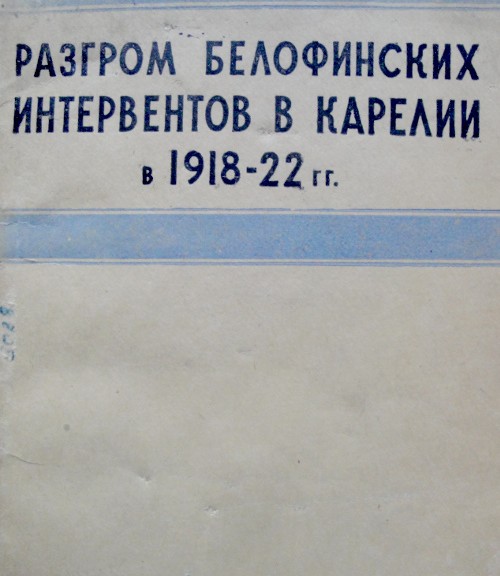 РАЗГРОМ БЕЛОФИНСКИХ
ИНТЕРВЕНТОВ В КАРЕЛИИ
в 1918-22 гг.